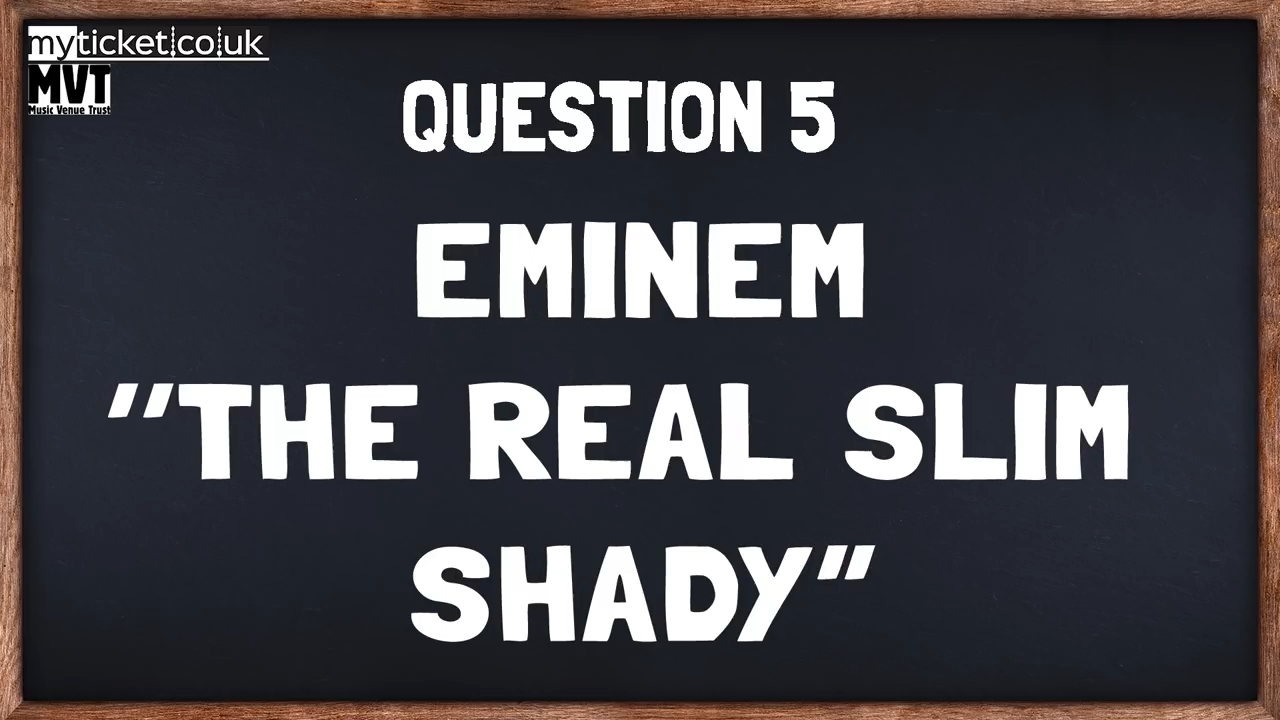 myticket.co.uk
MVT
Music Venue Trust
QUESTION 5
EMINEM
"THE REAL SLIM
SHADY"